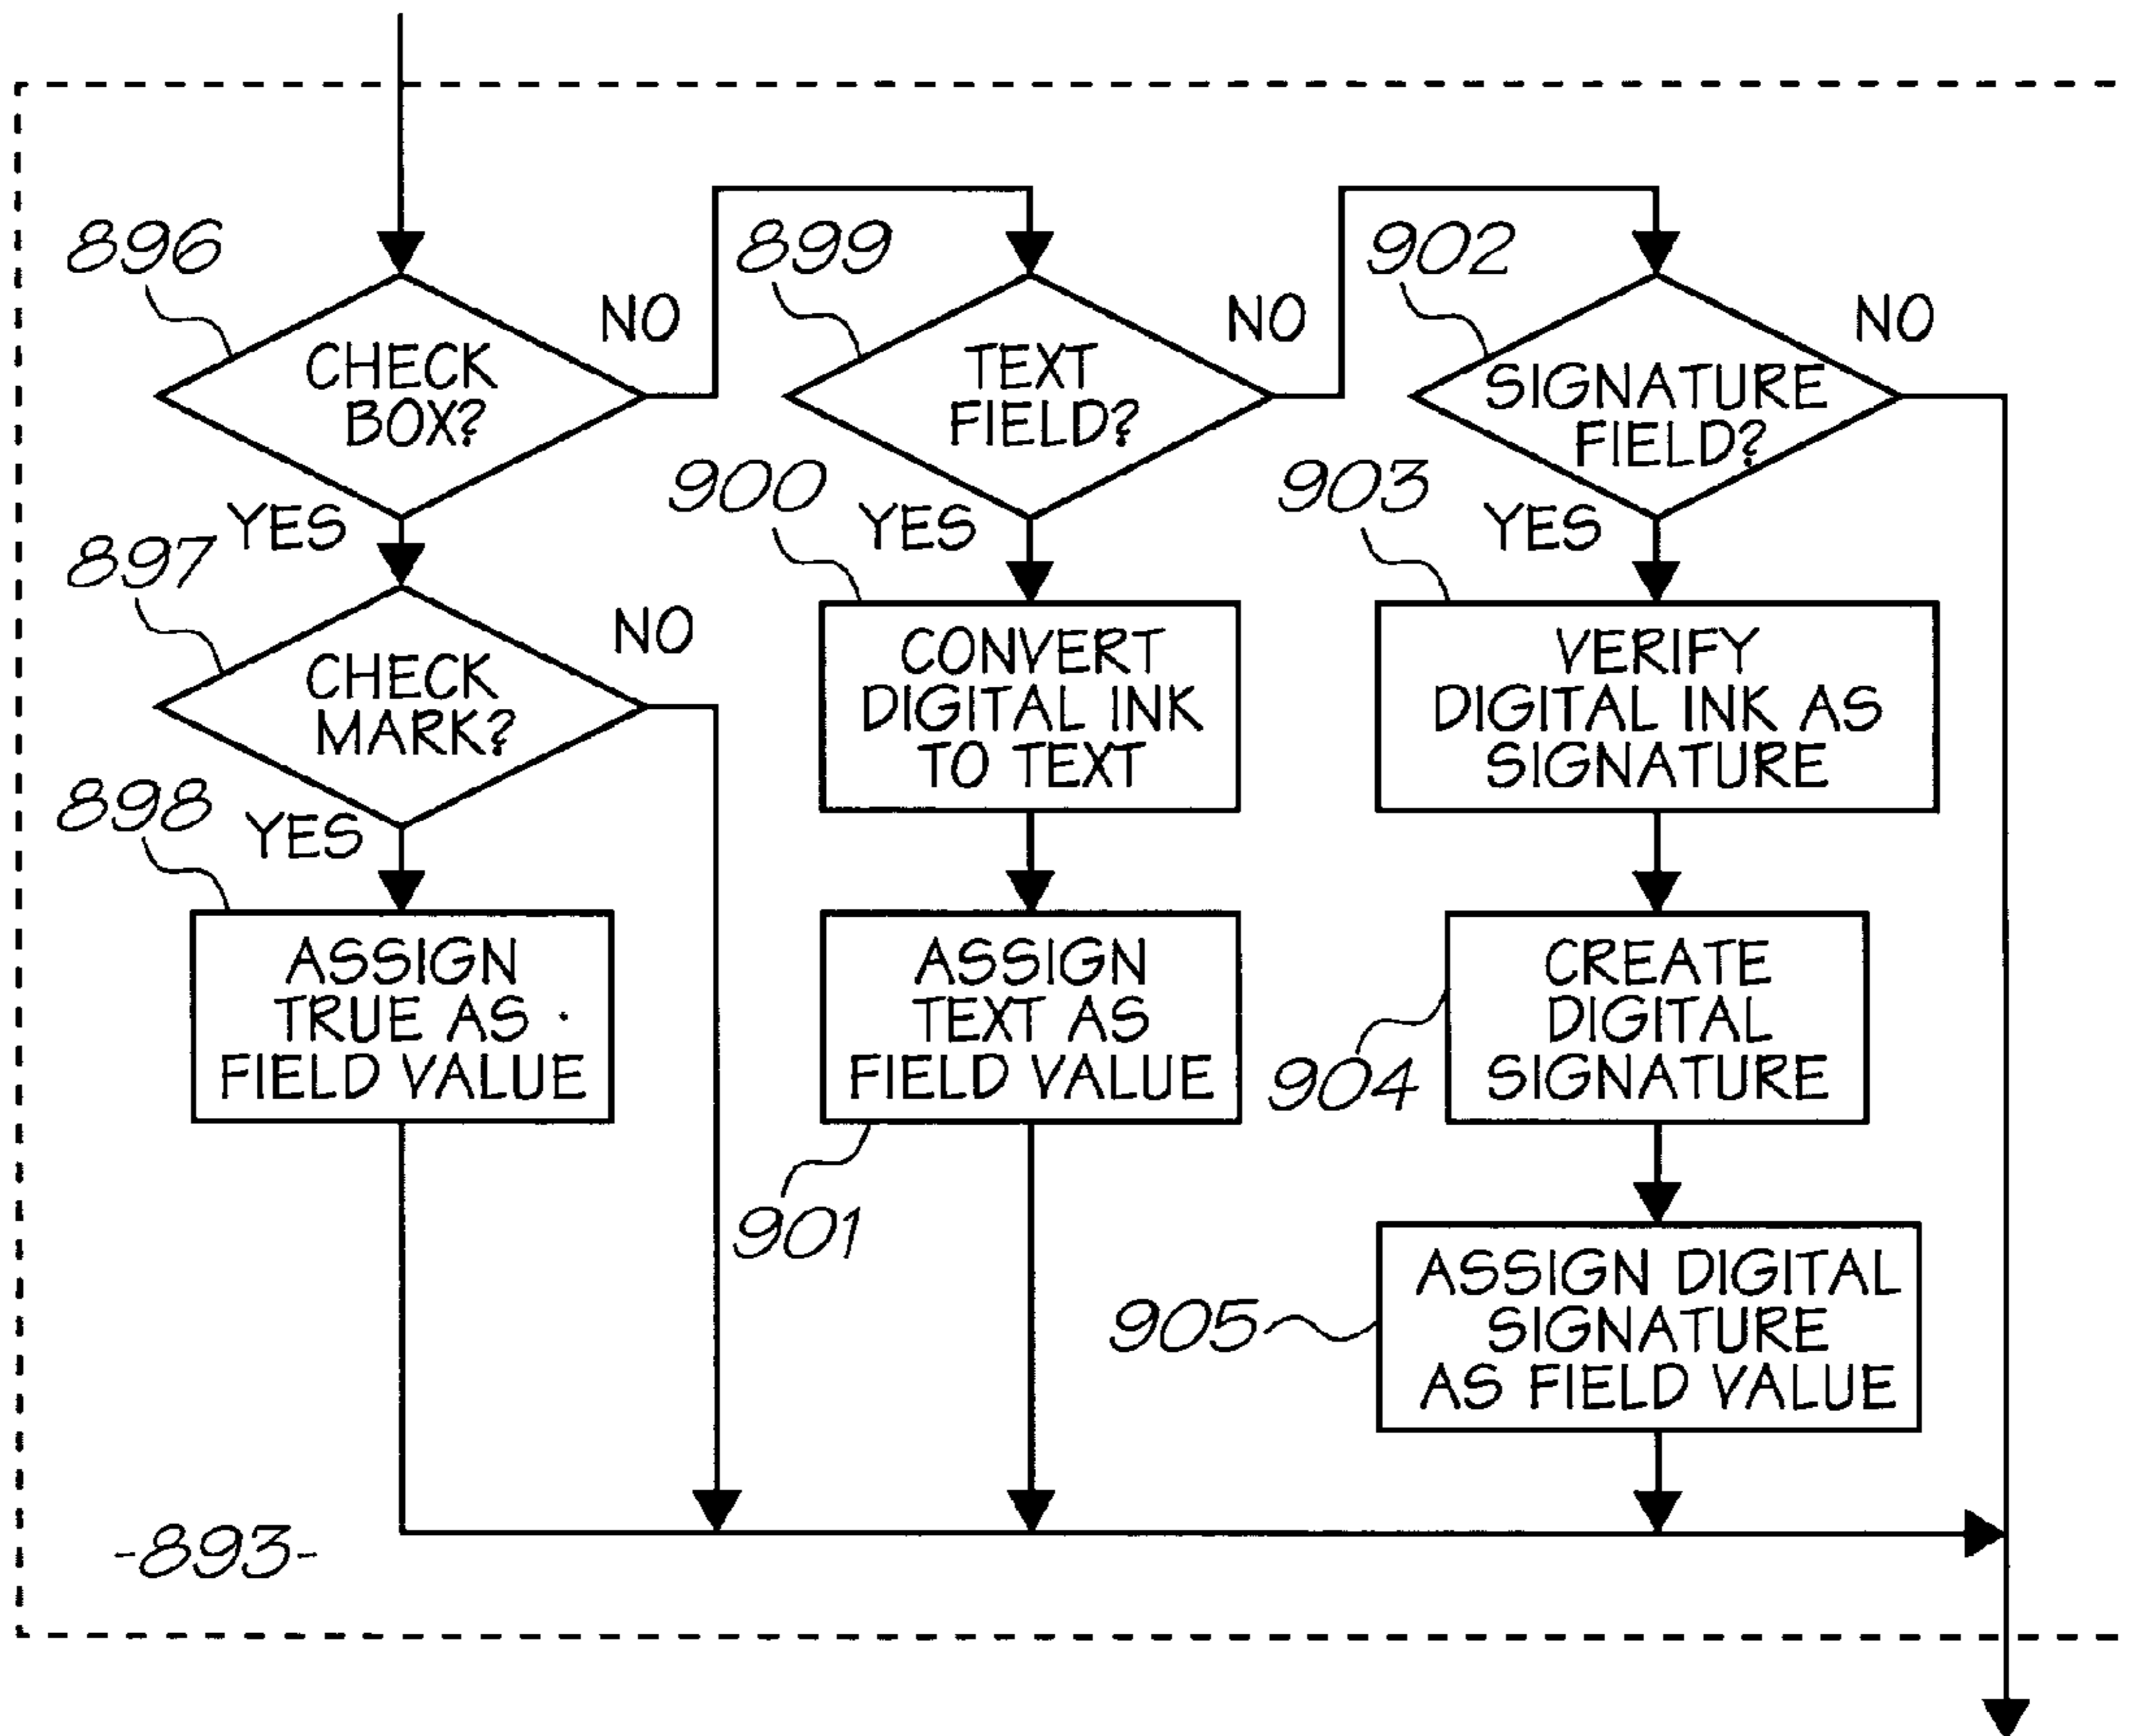 896
CHECK
BOX?
NO
YES
897
CHECK
MARK?
NO
YES
898
ASSIGN
TRUE AS
FIELD VALUE
899
TEXT
FIELD?
NO
YES
900
CONVERT
DIGITAL INK
TO TEXT
ASSIGN
TEXT AS
FIELD VALUE
901
902
SIGNATURE
FIELD?
NO
YES
903
VERIFY
DIGITAL INK AS
SIGNATURE
CREATE
DIGITAL
SIGNATURE
904
ASSIGN DIGITAL
SIGNATURE
AS FIELD VALUE
905
-893-